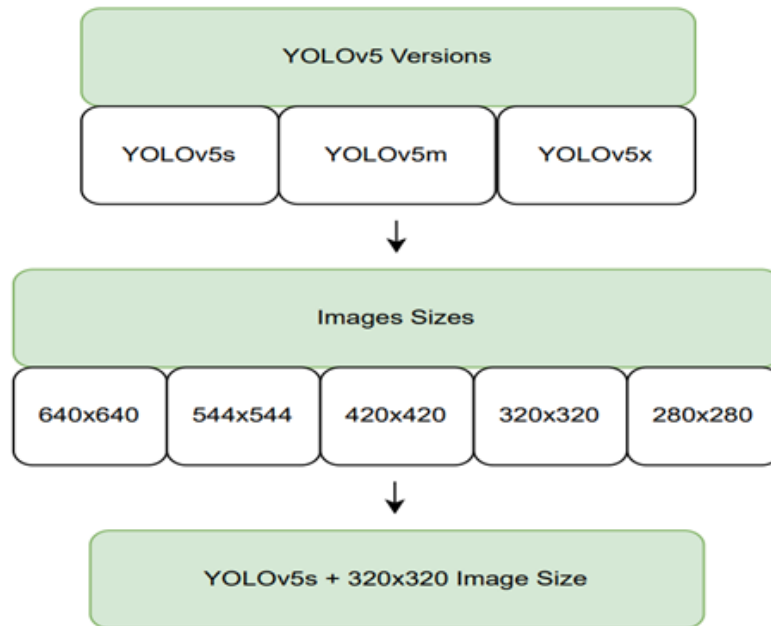 YOLOv5 Versions
YOLOv5s YOLOv5m YOLOv5x
Images Sizes
640x640 544x544 420x420 320x320 280x280
YOLOv5s + 320x320 Image Size